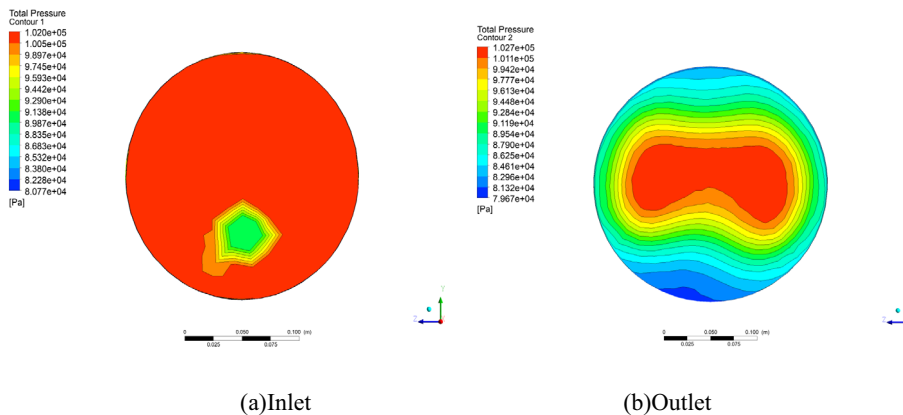 Total Pressure
Contour 1
1.020e+05
1.005e+05
9.897e+04
9.745e+04
9.593e+04
9.442e+04
9.290e+04
9.138e+04
8.987e+04
8.835e+04
8.683e+04
8.532e+04
8.380e+04
8.228e+04
8.077e+04
[Pa]
0 0.050 0.100 (m)
0.025 0.075
Y
Z
Total Pressure
Contour 2
1.027e+05
1.011e+05
9.942e+04
9.777e+04
9.613e+04
9.448e+04
9.284e+04
9.119e+04
8.954e+04
8.790e+04
8.625e+04
8.461e+04
8.296e+04
8.132e+04
7.967e+04
[Pa]
0 0.050 0.100 (m)
0.025 0.075
Z
(a)Inlet
(b)Outlet